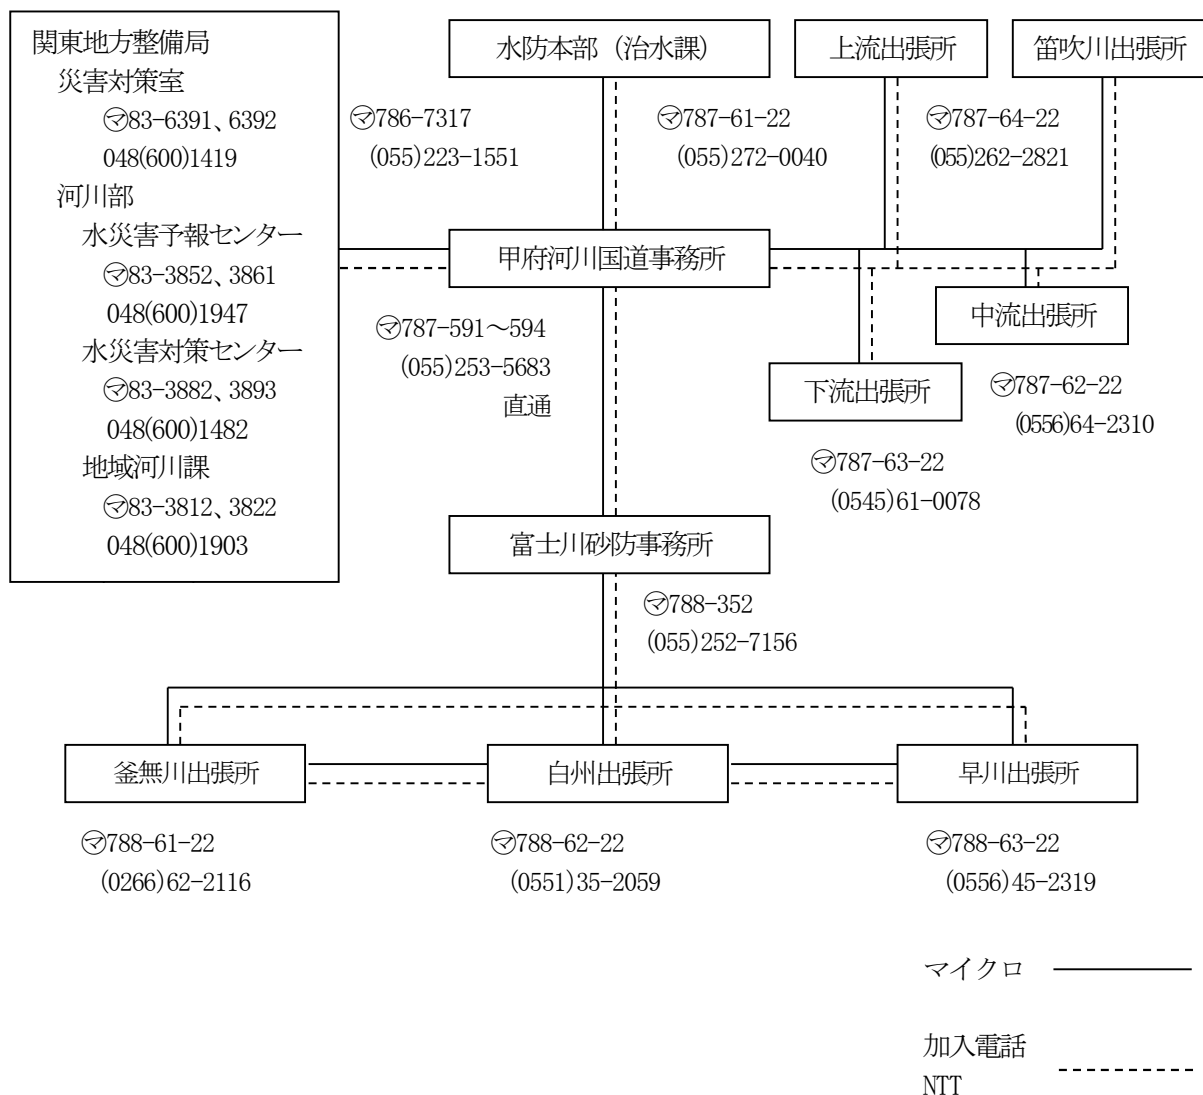 関東地方整備局
災害対策室
㋮83-6391、6392
048(600)1419
河川部
水災害予報センター
㋮83-3852、3861
048(600)1947
水災害対策センター
㋮83-3882、3893
048(600)1482
地域河川課
㋮83-3812、3822
048(600)1903
水防本部（治水課）
㋮786-7317
(055)223-1551
上流出張所
㋮787-61-22
(055)272-0040
笛吹川出張所
㋮787-64-22
(055)262-2821
甲府河川国道事務所
㋮787-591～594
(055)253-5683
直通
中流出張所
㋮787-62-22
(0556)64-2310
下流出張所
㋮787-63-22
(0545)61-0078
富士川砂防事務所
㋮788-352
(055)252-7156
釜無川出張所
㋮788-61-22
(0266)62-2116
白州出張所
㋮788-62-22
(0551)35-2059
早川出張所
㋮788-63-22
(0556)45-2319
マイクロ
加入電話
NTT